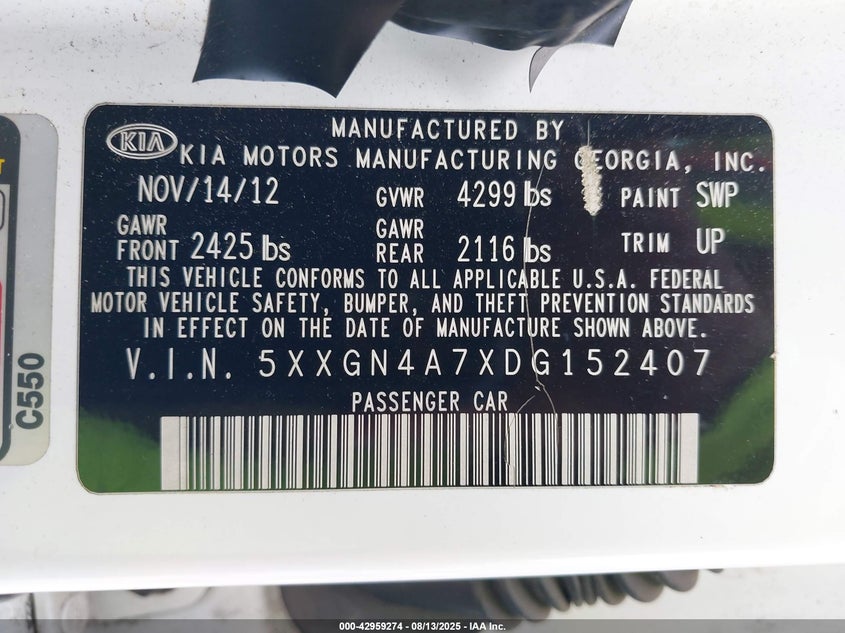 KIA
MANUFACTURED BY
KIA MOTORS MANUFACTURING GEORGIA, INC.
NOV/14/12 GVWR 4299 lbs PAINT SWP
GAWR FRONT 2425 lbs GAWR REAR 2116 lbs TRIM UP
THIS VEHICLE CONFORMS TO ALL APPLICABLE U.S.A. FEDERAL
MOTOR VEHICLE SAFETY, BUMPER, AND THEFT PREVENTION STANDARDS
IN EFFECT ON THE DATE OF MANUFACTURE SHOWN ABOVE.
V.I.N. 5XXGN4A7XDG152407
PASSENGER CAR
C550
000-42959274 - 08/13/2025 - IAA Inc.